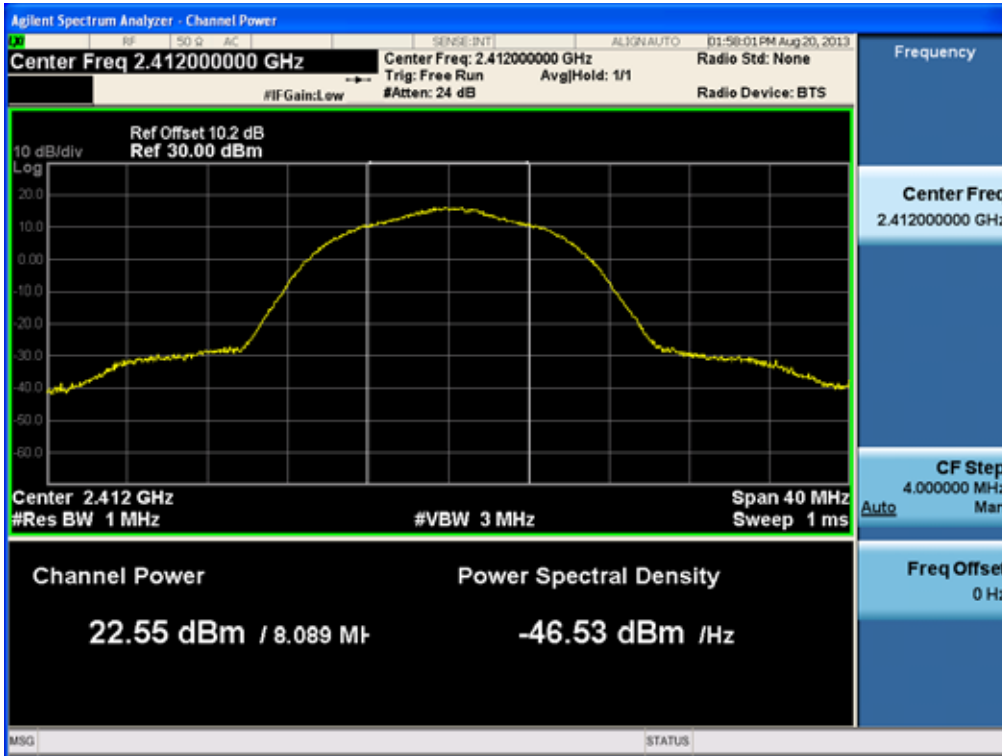 Agilent Spectrum Analyzer - Channel Power
LXI RF 50 Ω AC SENSE:INT ALIGNAUTO 01:58:01 PM Aug 20, 2013
Center Freq 2.412000000 GHz
Center Freq: 2.412000000 GHz
Radio Std: None
Trig: Free Run
Avg|Hold: 1/1
#IFGain:Low
#Atten: 24 dB
Radio Device: BTS
Ref Offset 10.2 dB
10 dB/div
Ref 30.00 dBm
Log
20.0
10.0
0.00
-10.0
-20.0
-30.0
-40.0
-50.0
-60.0
Center 2.412 GHz
Span 40 MHz
#Res BW 1 MHz
#VBW 3 MHz
Sweep 1 ms
Channel Power
Power Spectral Density
22.55 dBm / 8.089 MH
-46.53 dBm /Hz
MSG
STATUS
Frequency
Center Freq
2.412000000 GHz
CF Step
4.000000 MHz
Auto Man
Freq Offset
0 Hz